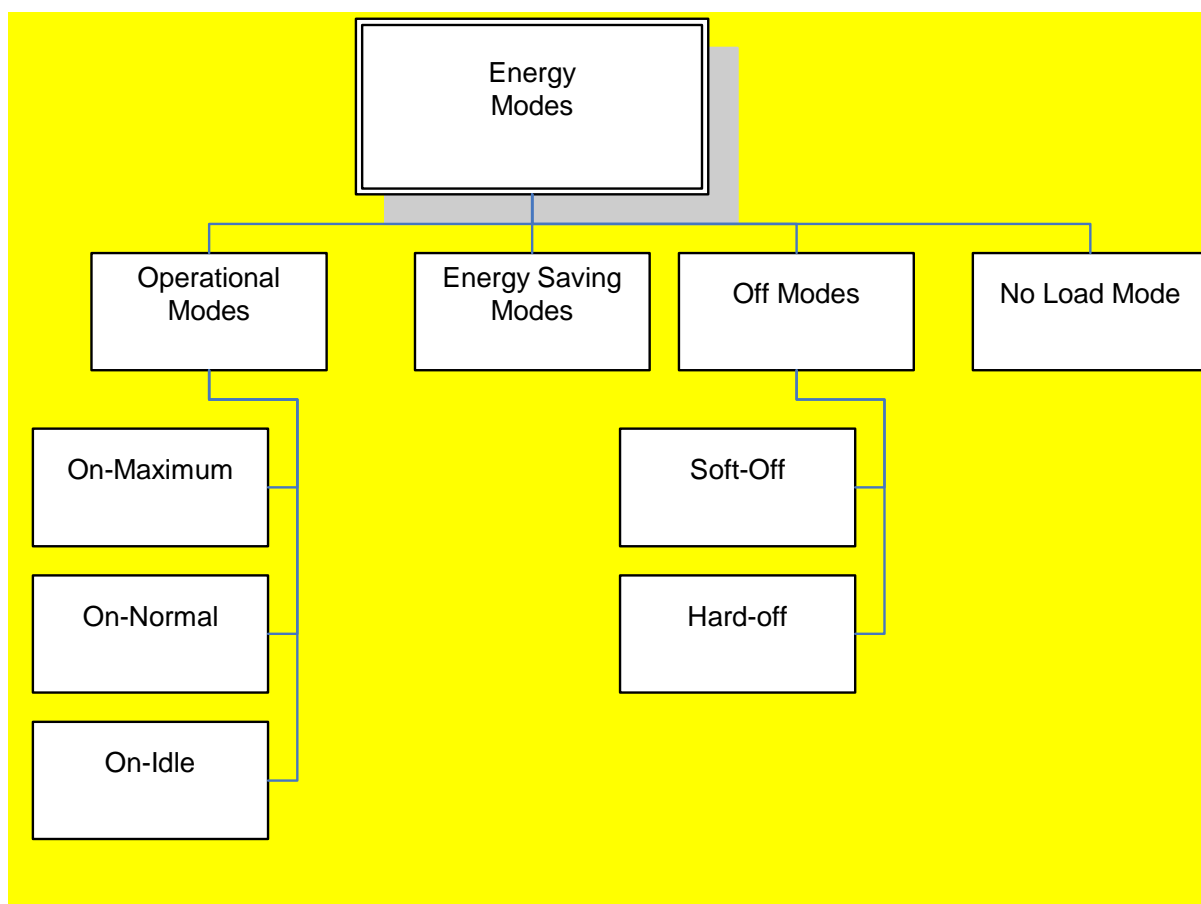 Energy
Modes
Operational
Modes
Energy Saving
Modes
Off Modes
No Load Mode
On-Maximum
Soft-Off
On-Normal
Hard-off
On-Idle